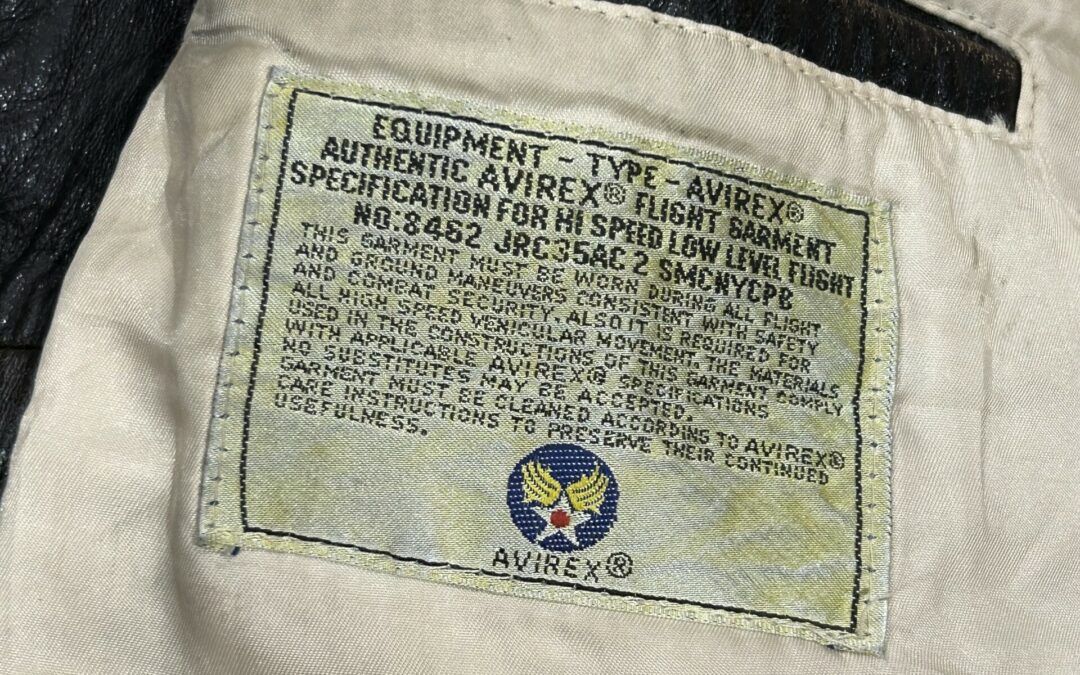 EQUIPMENT - TYPE - AVIREX®
AUTHENTIC AVIREX® FLIGHT GARMENT
SPECIFICATION FOR HI SPEED LOW LEVEL FLIGHT
NO:8462 JRC35AC2 SMCNYCPB
THIS GARMENT MUST BE WORN DURING ALL FLIGHT
AND GROUND MANEUVERS CONSISTENT WITH SAFETY
AND COMBAT SECURITY. ALSO IT IS REQUIRED FOR
ALL HIGH SPEED VEHICULAR MOVEMENT. THE MATERIALS
USED IN THE CONSTRUCTIONS OF THIS GARMENT COMPLY
WITH APPLICABLE AVIREX® SPECIFICATIONS
NO SUBSTITUTES MAY BE ACCEPTED.
GARMENT MUST BE CLEANED ACCORDING TO AVIREX®
CARE INSTRUCTIONS TO PRESERVE THEIR CONTINUED
USEFULNESS.
AVIREX®